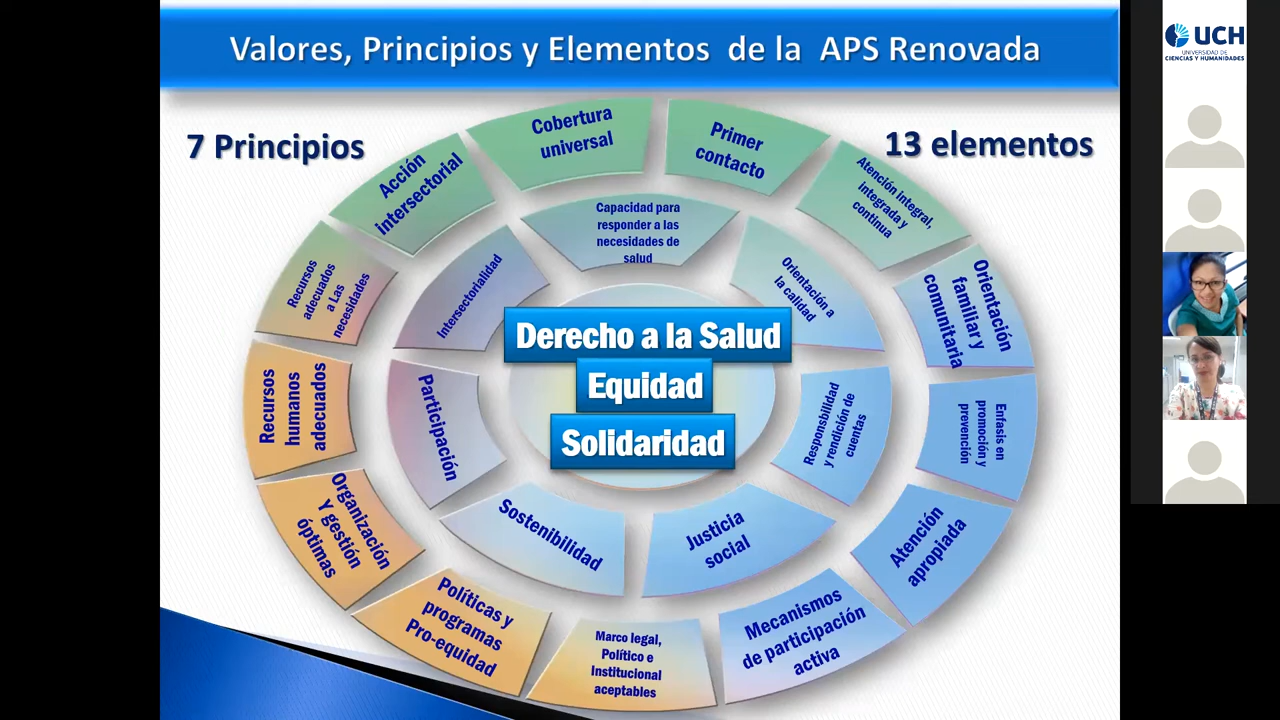 Valores, Principios y Elementos de la APS Renovada
7 Principios
13 elementos
Cobertura
universal
Primer
contacto
Atención integral,
integrada y
continua
Orientación
familiar y
comunitaria
Enfasis en
promoción y
prevención
Atención
apropiada
Mecanismos
de participación
activa
Marco legal,
Político e
Institucional
aceptables
Políticas y
programas
Pro-equidad
Organización
Y gestión
óptimas
Recursos
humanos
adecuados
Recursos
adecuados
a Las
necesidades
Acción
intersectorial
Capacidad para
responder a las
necesidades de
salud
Orientación a
la calidad
Responsbilidad
y rendición de
cuentas
Justicia
social
Sostenibilidad
Participación
Intersectorialidad
Derecho a la Salud
Equidad
Solidaridad
UCH
UNIVERSIDAD DE
CIENCIAS Y HUMANIDADES